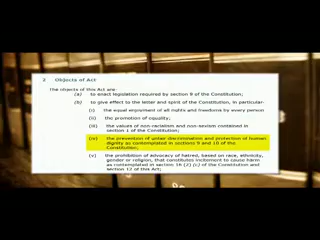 2 Objects of Act
The objects of this Act are-
(a) to enact legislation required by section 9 of the Constitution;
(b) to give effect to the letter and spirit of the Constitution, in particular-
(i) the equal enjoyment of all rights and freedoms by every person
(ii) the promotion of equality;
(iii) the values of non-racialism and non-sexism contained in
section 1 of the Constitution;
(iv) the prevention of unfair discrimination and protection of human
dignity as contemplated in sections 9 and 10 of the
Constitution;
(v) the prohibition of advocacy of hatred, based on race, ethnicity,
gender or religion, that constitutes incitement to cause harm
as contemplated in section 16 (2) (c) of the Constitution and
section 12 of this Act;